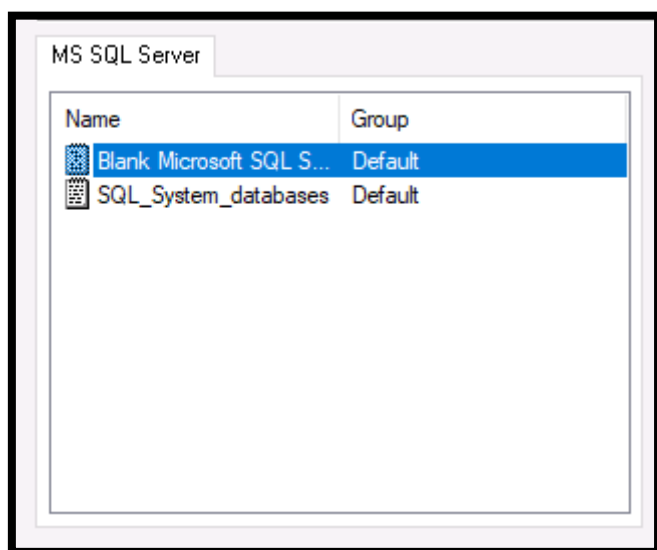 MS SQL Server
Name Group
Blank Microsoft SQL S... Default
SQL_System_databases Default